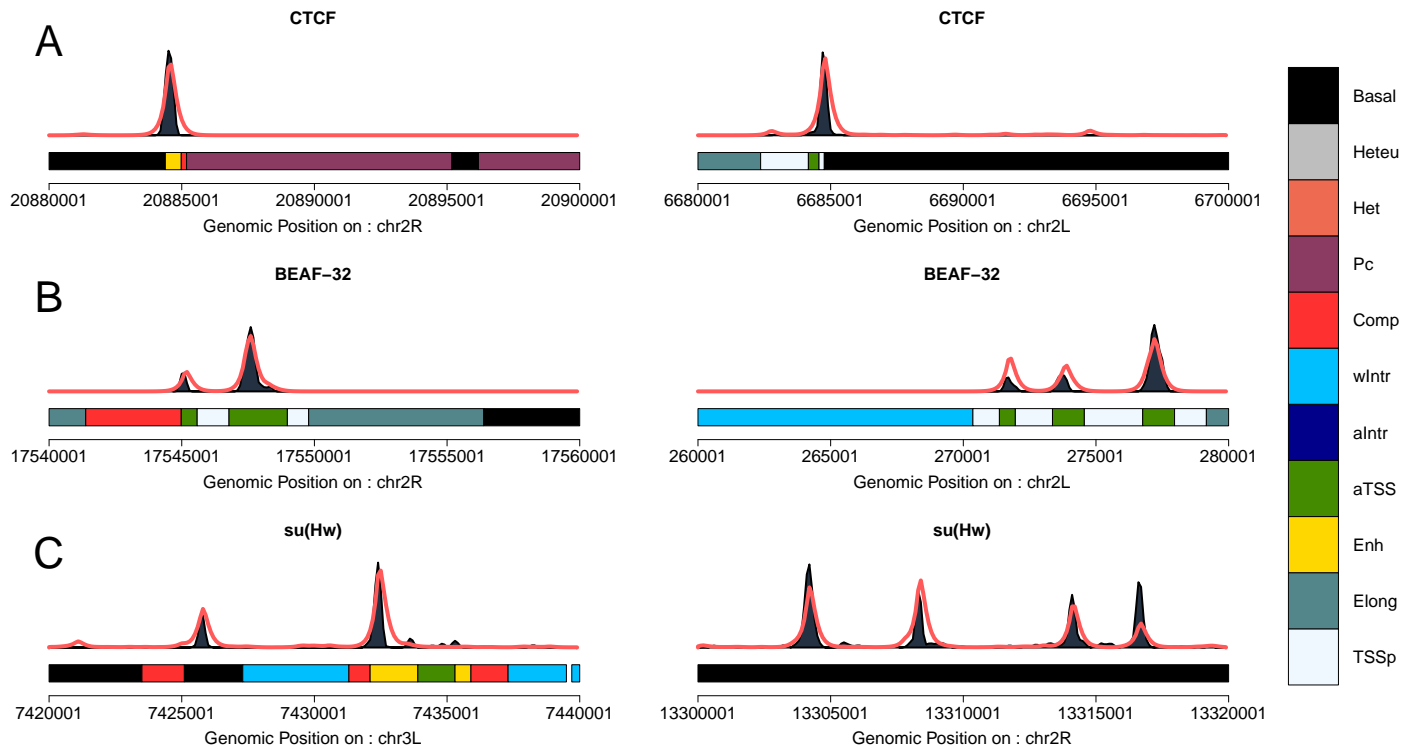 A
CTCF
20880001 20885001 20890001 20895001 20900001
Genomic Position on : chr2R
CTCF
6680001 6685001 6690001 6695001 6700001
Genomic Position on : chr2L
B
BEAF−32
17540001 17545001 17550001 17555001 17560001
Genomic Position on : chr2R
BEAF−32
260001 265001 270001 275001 280001
Genomic Position on : chr2L
C
su(Hw)
7420001 7425001 7430001 7435001 7440001
Genomic Position on : chr3L
su(Hw)
13300001 13305001 13310001 13315001 13320001
Genomic Position on : chr2R
Basal
Heteu
Het
Pc
Comp
wIntr
aIntr
aTSS
Enh
Elong
TSSp